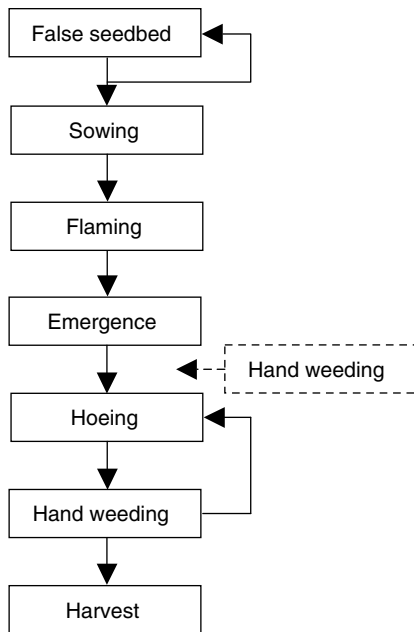 False seedbed
Sowing
Flaming
Emergence
Hand weeding
Hoeing
Hand weeding
Harvest